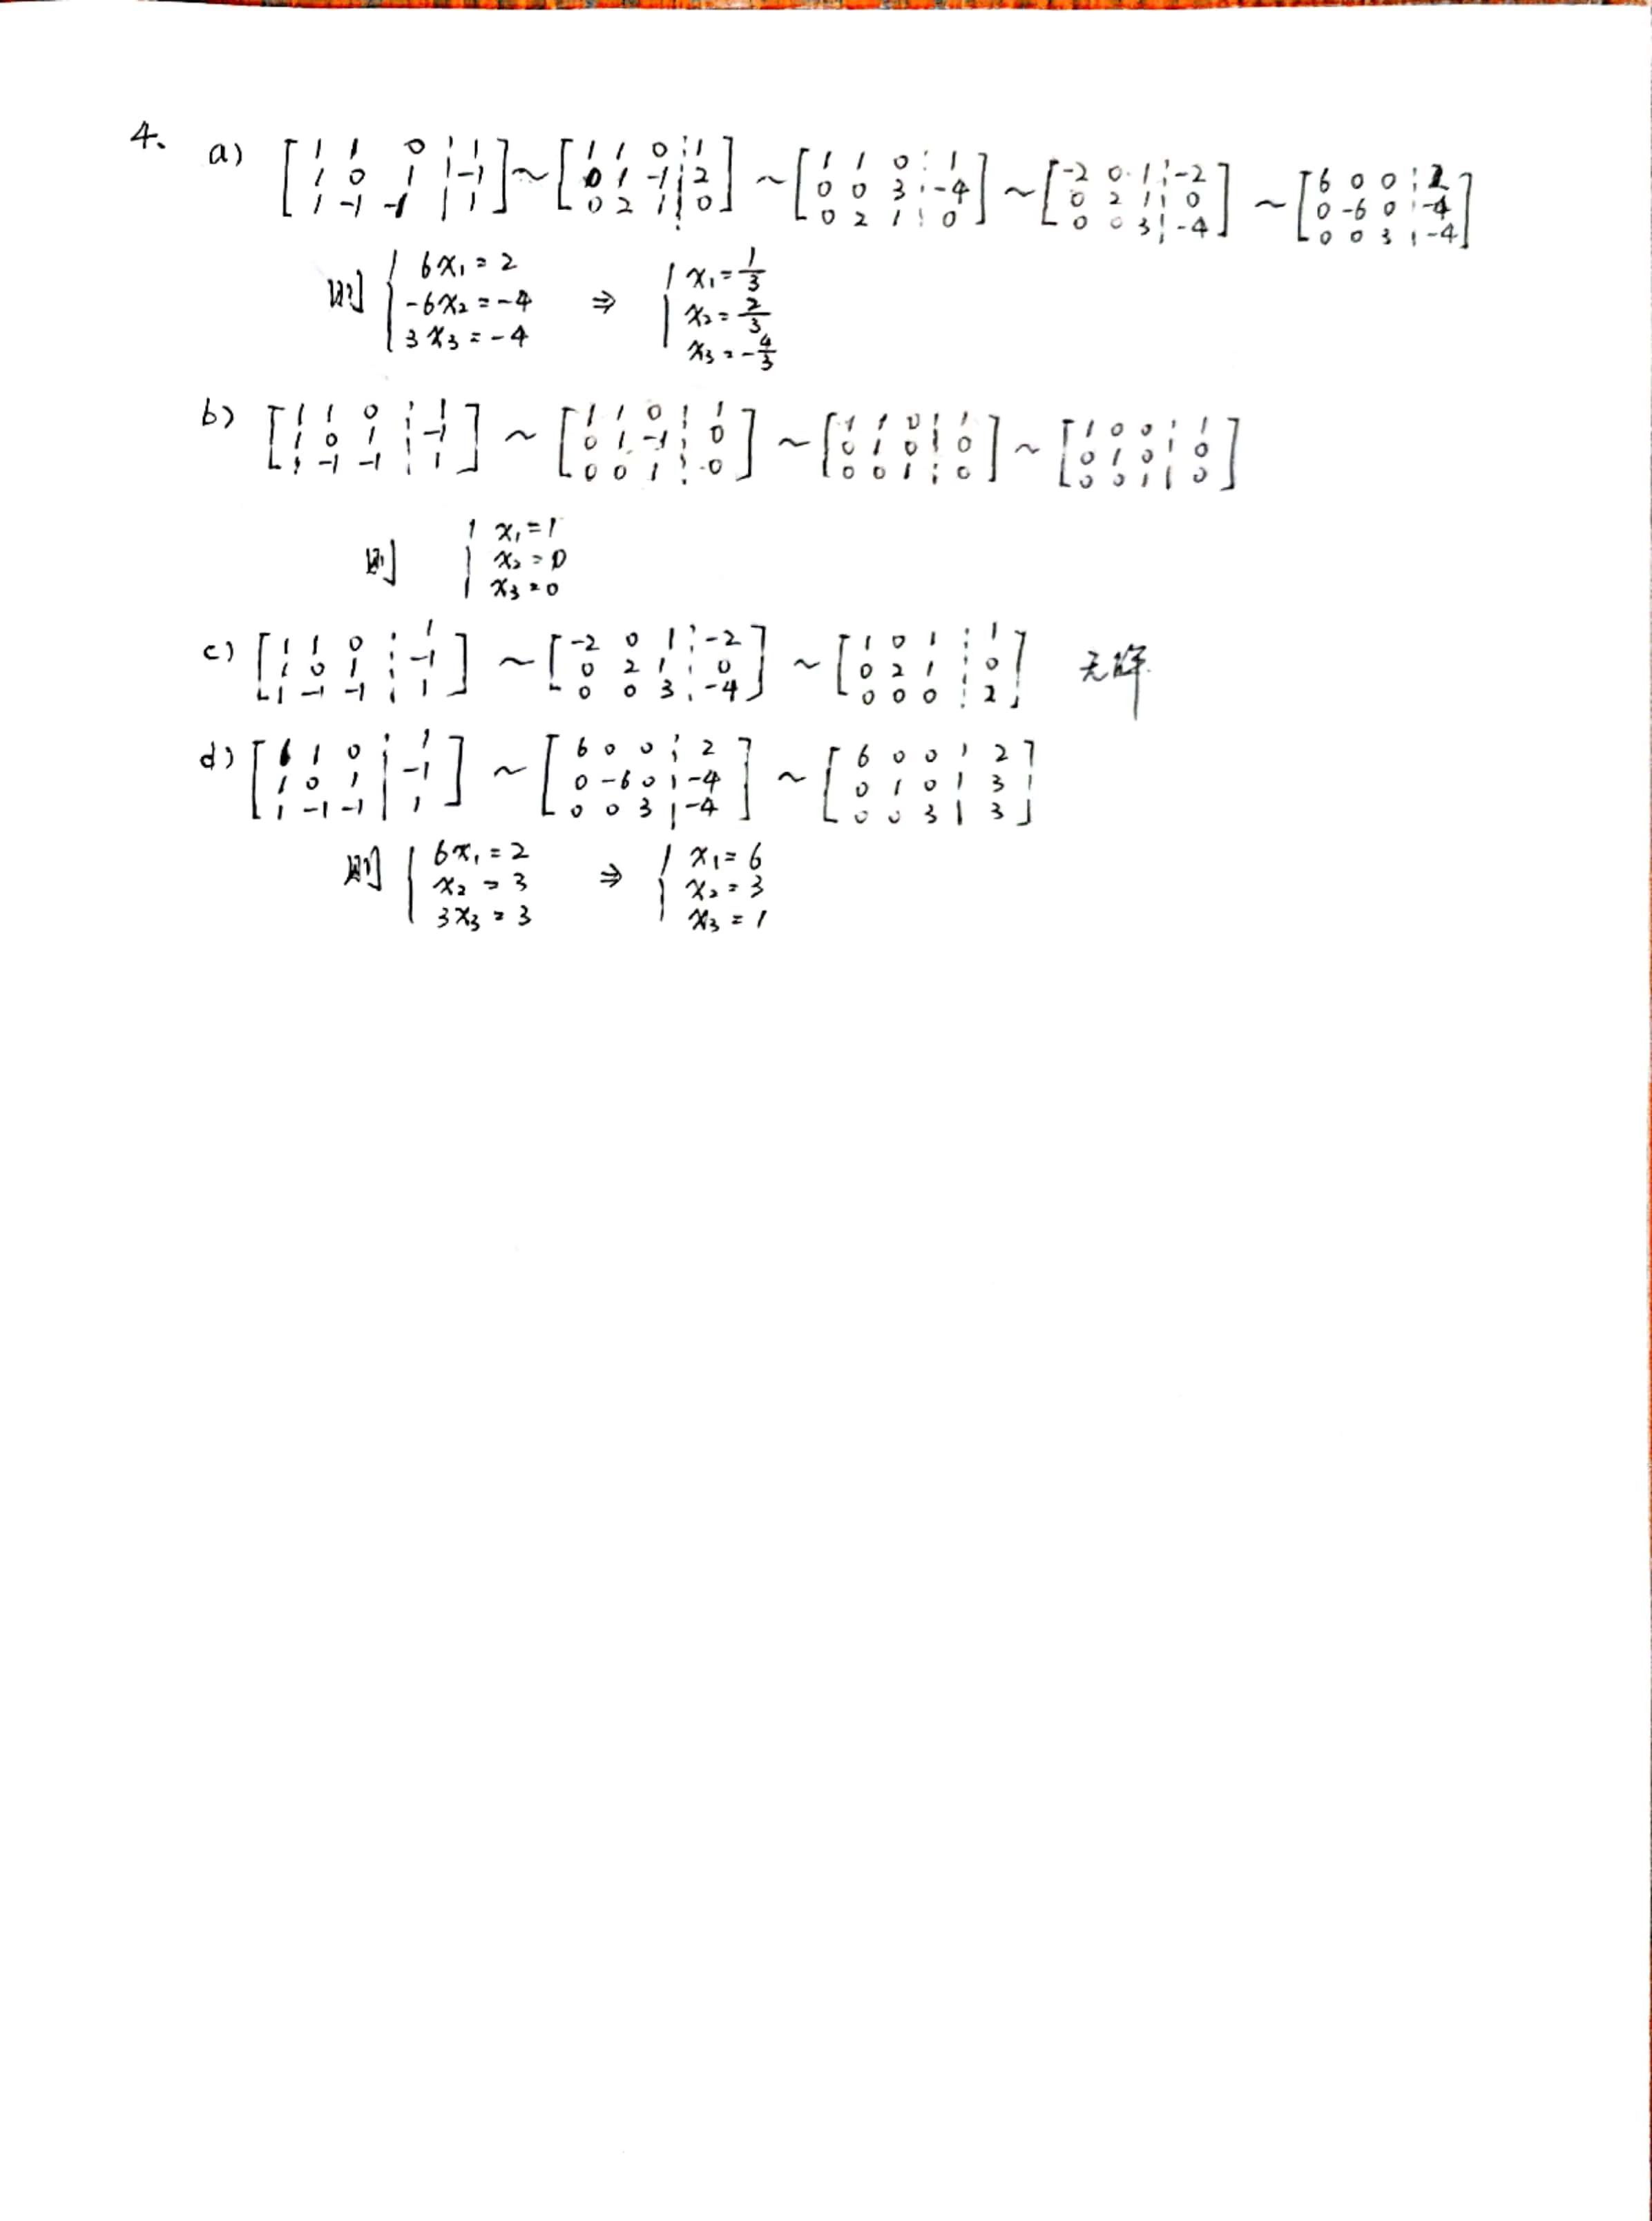 4、 a) [1 1 0 ¦ 1; 1 0 1 ¦ -1; 1 -1 -1 ¦ 1] ~ [1 1 0 ¦ 1; 0 1 -1 ¦ 2; 0 2 1 ¦ 0] ~ [1 1 0 ¦ 1; 0 0 3 ¦ -4; 0 2 1 ¦ 0] ~ [-2 0 1 ¦ -2; 0 2 1 ¦ 0; 0 0 3 ¦ -4] ~ [6 0 0 ¦ 2; 0 -6 0 ¦ -4; 0 0 3 ¦ -4]
则 { 6x₁ = 2; -6x₂ = -4; 3x₃ = -4 ⇒ { x₁ = 1/3; x₂ = 2/3; x₃ = -4/3
b) [1 1 0 ¦ 1; 1 0 1 ¦ -1; 1 -1 -1 ¦ 1] ~ [1 1 0 ¦ 1; 0 1 -1 ¦ 0; 0 0 1 ¦ 0] ~ [1 1 0 ¦ 1; 0 1 0 ¦ 0; 0 0 1 ¦ 0] ~ [1 0 0 ¦ 1; 0 1 0 ¦ 0; 0 0 1 ¦ 0]
则 { x₁ = 1; x₂ = 0; x₃ = 0
c) [1 1 0 ¦ 1; 1 0 1 ¦ -1; 1 -1 -1 ¦ 1] ~ [-2 0 1 ¦ -2; 0 2 1 ¦ 0; 0 0 3 ¦ -4] ~ [1 0 1 ¦ 1; 0 2 1 ¦ 0; 0 0 0 ¦ 2] 无解
d) [6 1 0 ¦ 1; 1 0 1 ¦ -1; 1 -1 -1 ¦ 1] ~ [6 0 0 ¦ 2; 0 -6 0 ¦ -4; 0 0 3 ¦ -4] ~ [6 0 0 ¦ 2; 0 1 0 ¦ 3; 0 0 3 ¦ 3]
则 { 6x₁ = 2; x₂ = 3; 3x₃ = 3 ⇒ { x₁ = 6; x₂ = 3; x₃ = 1